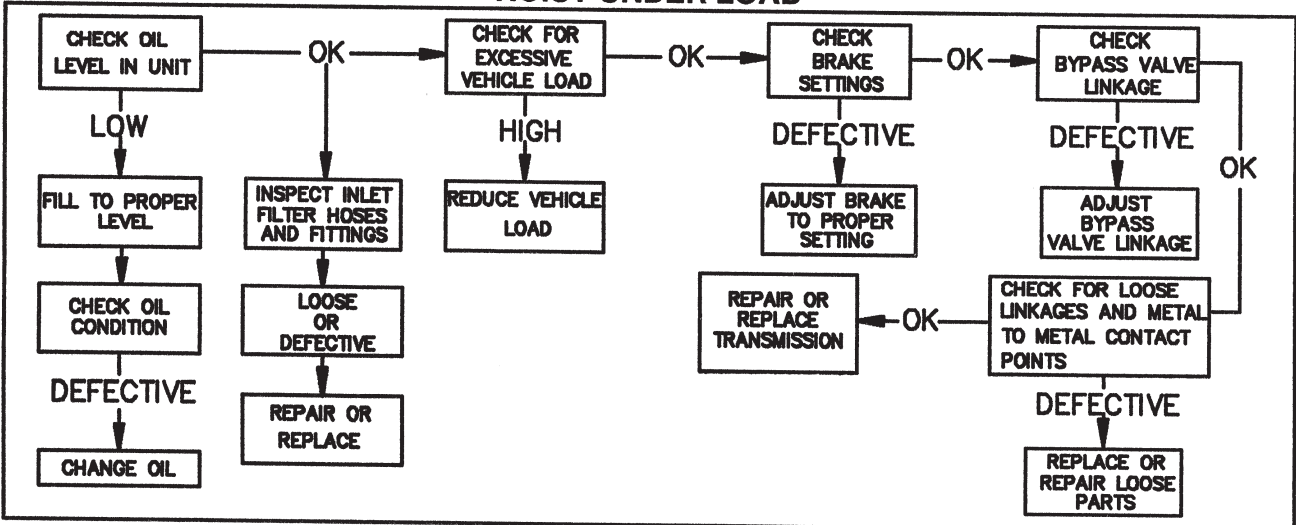 CHECK OIL
LEVEL IN UNIT
OK
CHECK FOR
EXCESSIVE
VEHICLE LOAD
OK
CHECK
BRAKE
SETTINGS
OK
CHECK
BYPASS VALVE
LINKAGE
LOW
HIGH
DEFECTIVE
DEFECTIVE
OK
FILL TO PROPER
LEVEL
INSPECT INLET
FILTER HOSES
AND FITTINGS
REDUCE VEHICLE
LOAD
ADJUST BRAKE
TO PROPER
SETTING
ADJUST
BYPASS
VALVE LINKAGE
CHECK OIL
CONDITION
LOOSE
OR
DEFECTIVE
REPAIR OR
REPLACE
TRANSMISSION
OK
CHECK FOR LOOSE
LINKAGES AND METAL
TO METAL CONTACT
POINTS
DEFECTIVE
REPAIR OR
REPLACE
DEFECTIVE
CHANGE OIL
REPLACE OR
REPAIR LOOSE
PARTS